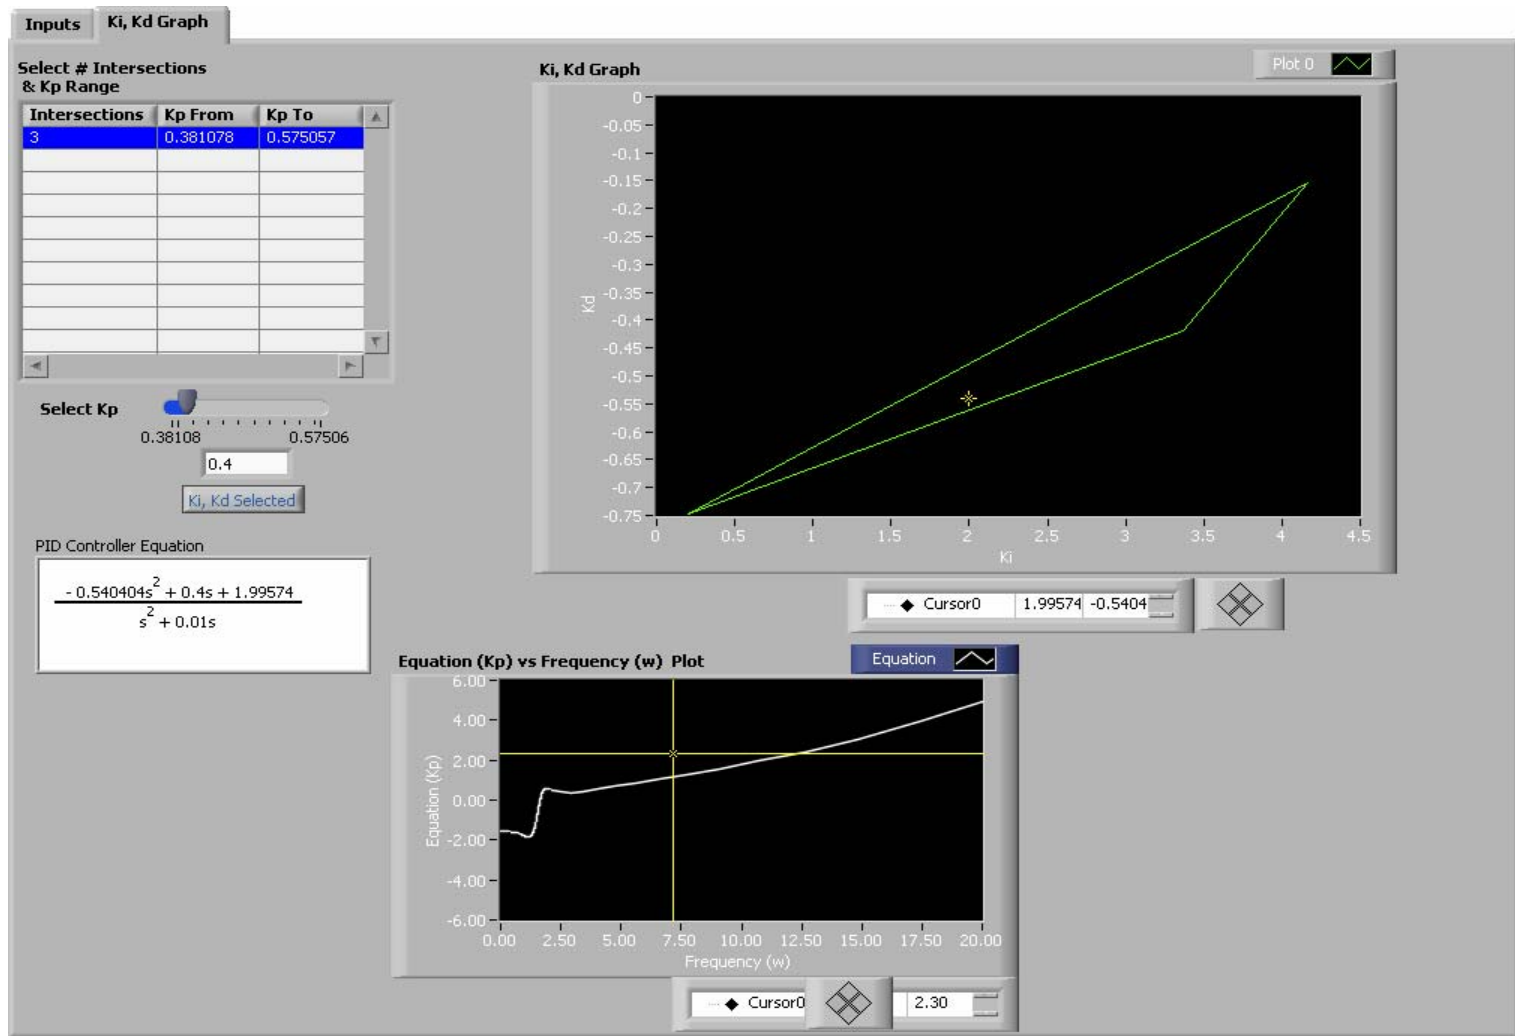 Inputs
Ki, Kd Graph
Select # Intersections
& Kp Range
Intersections Kp From Kp To
3 0.381078 0.575057
Select Kp
0.38108 0.57506
0.4
Ki, Kd Selected
PID Controller Equation
- 0.540404s^2 + 0.4s + 1.99574
s^2 + 0.01s
Ki, Kd Graph
Plot 0
0
-0.05
-0.1
-0.15
-0.2
-0.25
-0.3
-0.35
-0.4
-0.45
-0.5
-0.55
-0.6
-0.65
-0.7
-0.75
Kd
0 0.5 1 1.5 2 2.5 3 3.5 4 4.5
Ki
Cursor0 1.99574 -0.5404
Equation (Kp) vs Frequency (w) Plot
Equation
6.00
4.00
2.00
0.00
-2.00
-4.00
-6.00
Equation (Kp)
0.00 2.50 5.00 7.50 10.00 12.50 15.00 17.50 20.00
Frequency (w)
Cursor0 2.30